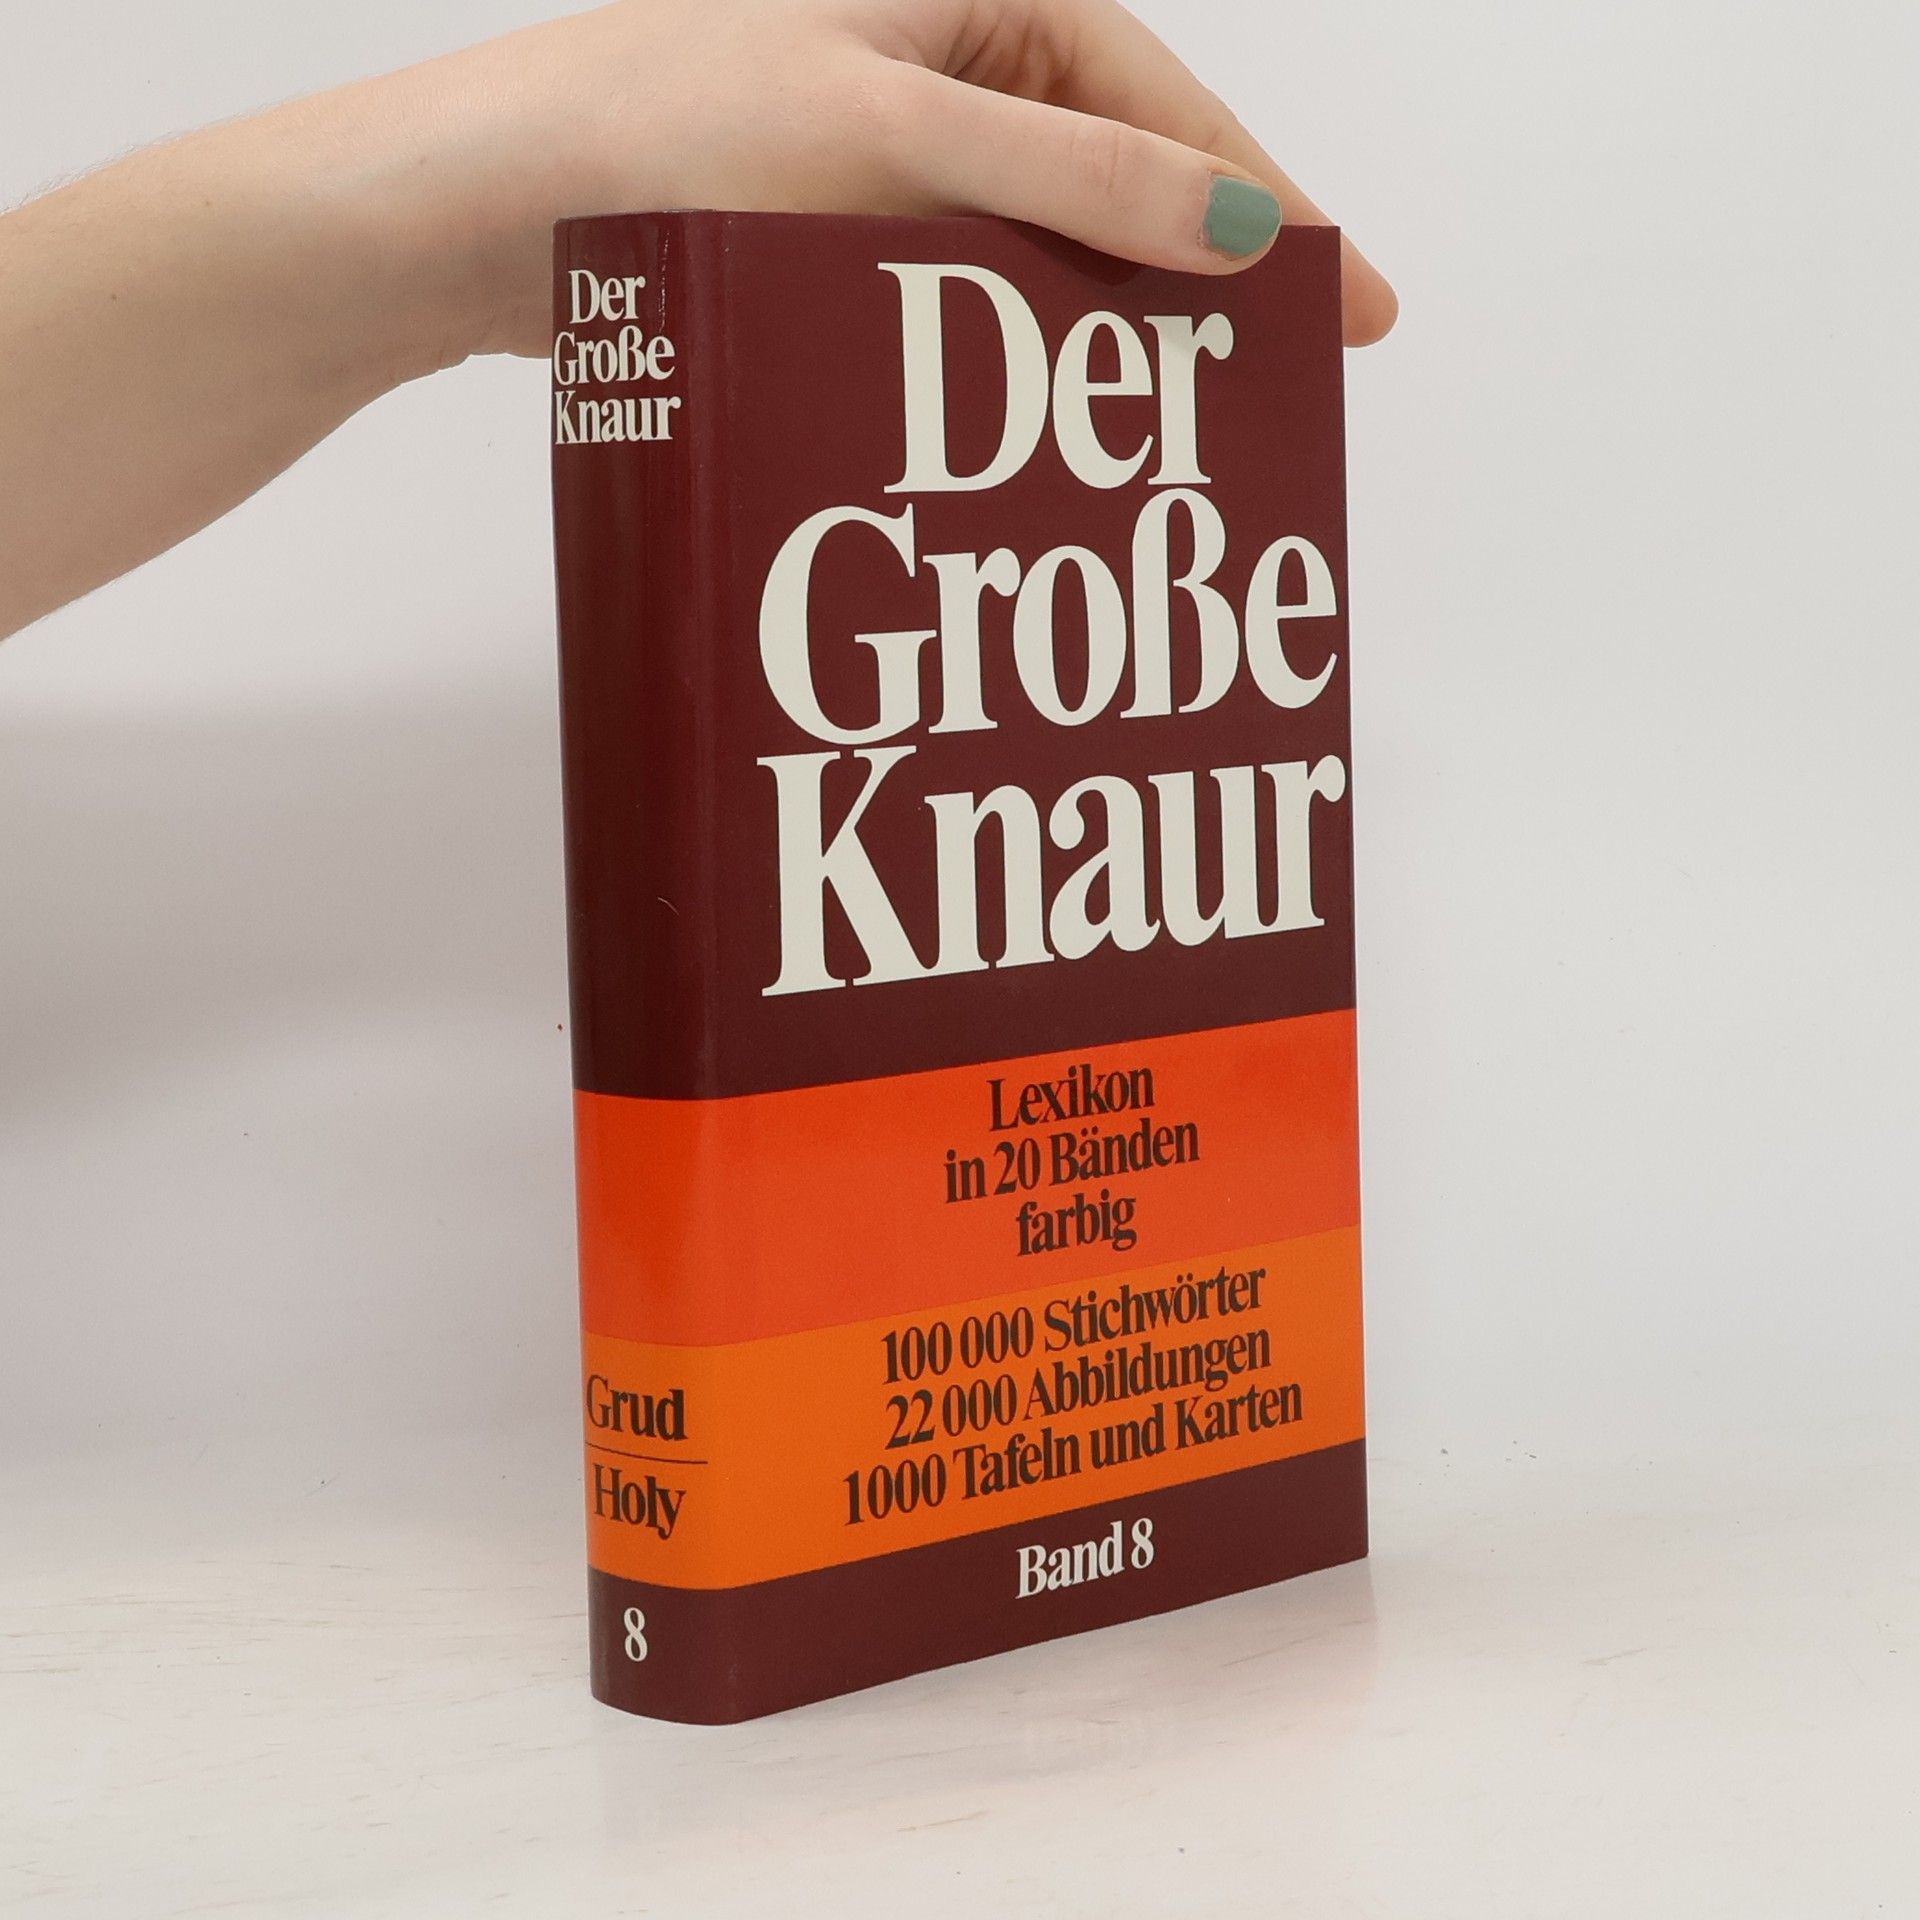 Der
Große
Knaur
Grud
Holy
8
Der
Große
Knaur
Lexikon
in 20 Bänden
farbig
100 000 Stichwörter
22 000 Abbildungen
1000 Tafeln und Karten
Band 8